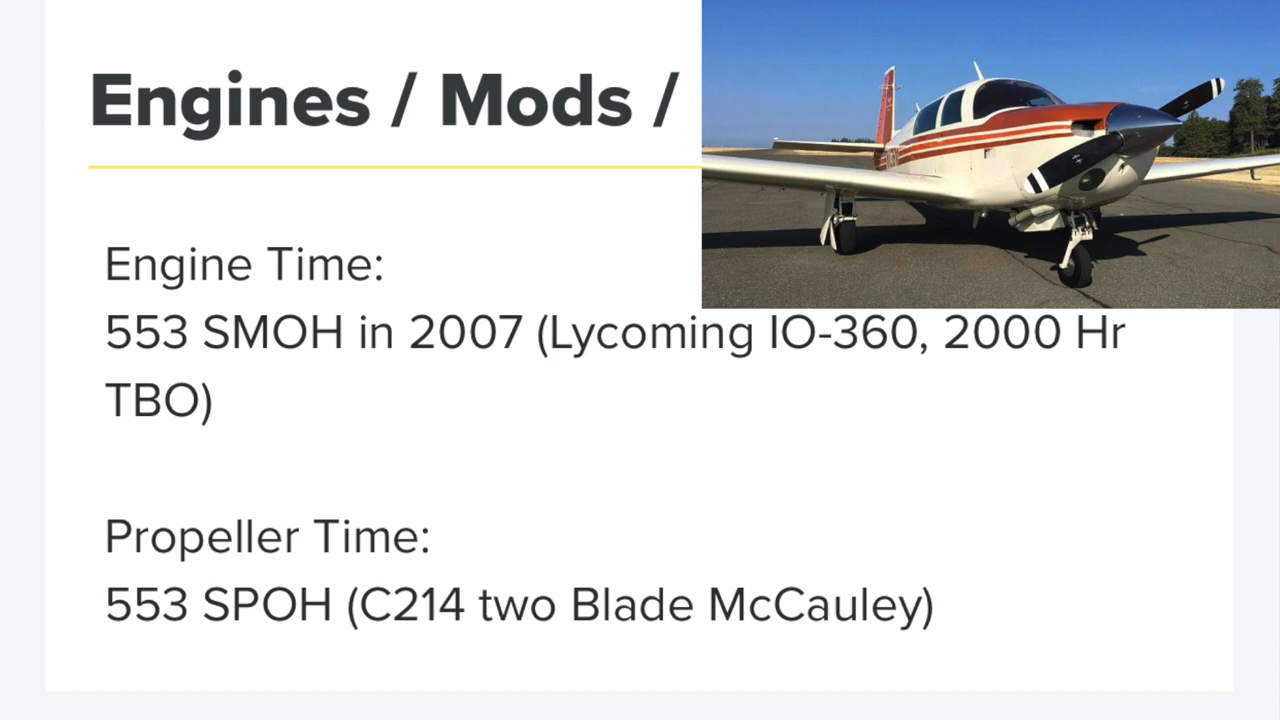 Engines / Mods /
Engine Time:
553 SMOH in 2007 (Lycoming IO-360, 2000 Hr
TBO)
Propeller Time:
553 SPOH (C214 two Blade McCauley)